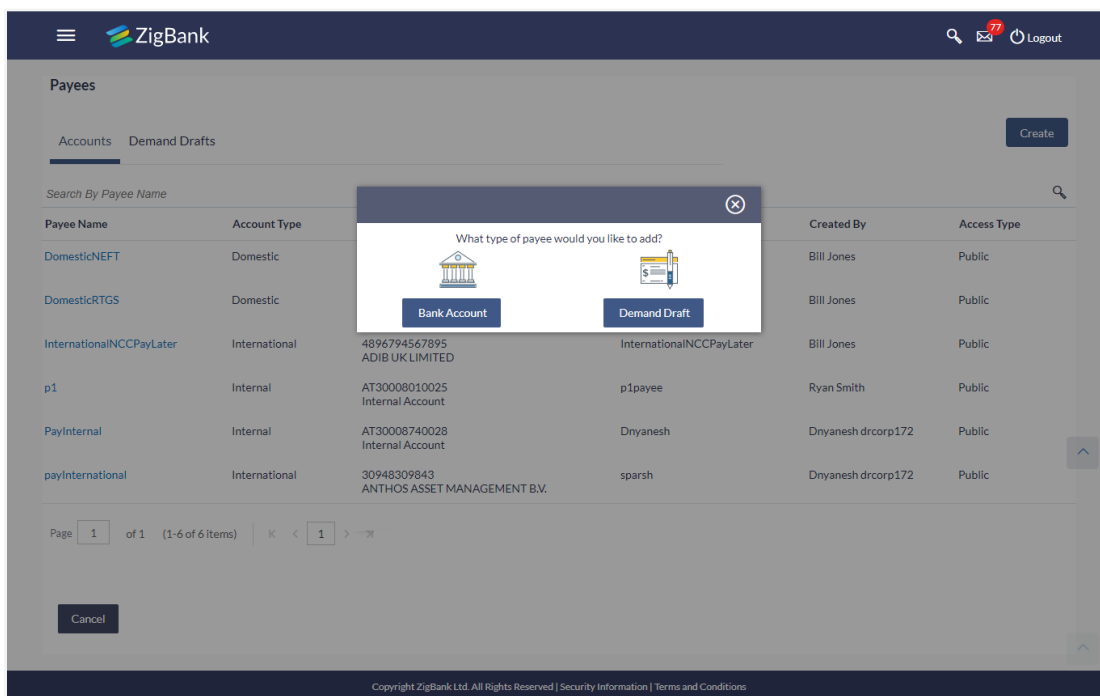 ZigBank
77
Logout
Payees
Accounts Demand Drafts
Create
Search By Payee Name
Payee Name Account Type Created By Access Type
What type of payee would you like to add?
$
Bank Account Demand Draft
DomesticNEFT Domestic Bill Jones Public
DomesticRTGS Domestic Bill Jones Public
InternationalNCCPayLater International 4896794567895 InternationalNCCPayLater Bill Jones Public
ADIB UK LIMITED
p1 Internal AT30008010025 p1payee Ryan Smith Public
Internal Account
PayInternal Internal AT30008740028 Dnyanesh Dnyanesh drcorp172 Public
Internal Account
payInternational International 30948309843 sparsh Dnyanesh drcorp172 Public
ANTHOS ASSET MANAGEMENT B.V.
Page 1 of 1 (1-6 of 6 items) 1
Cancel
Copyright ZigBank Ltd. All Rights Reserved | Security Information | Terms and Conditions